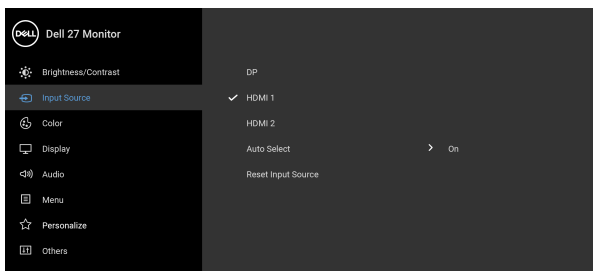 DELL Dell 27 Monitor
Brightness/Contrast
Input Source
Color
Display
Audio
Menu
Personalize
Others
DP
HDMI 1
HDMI 2
Auto Select On
Reset Input Source